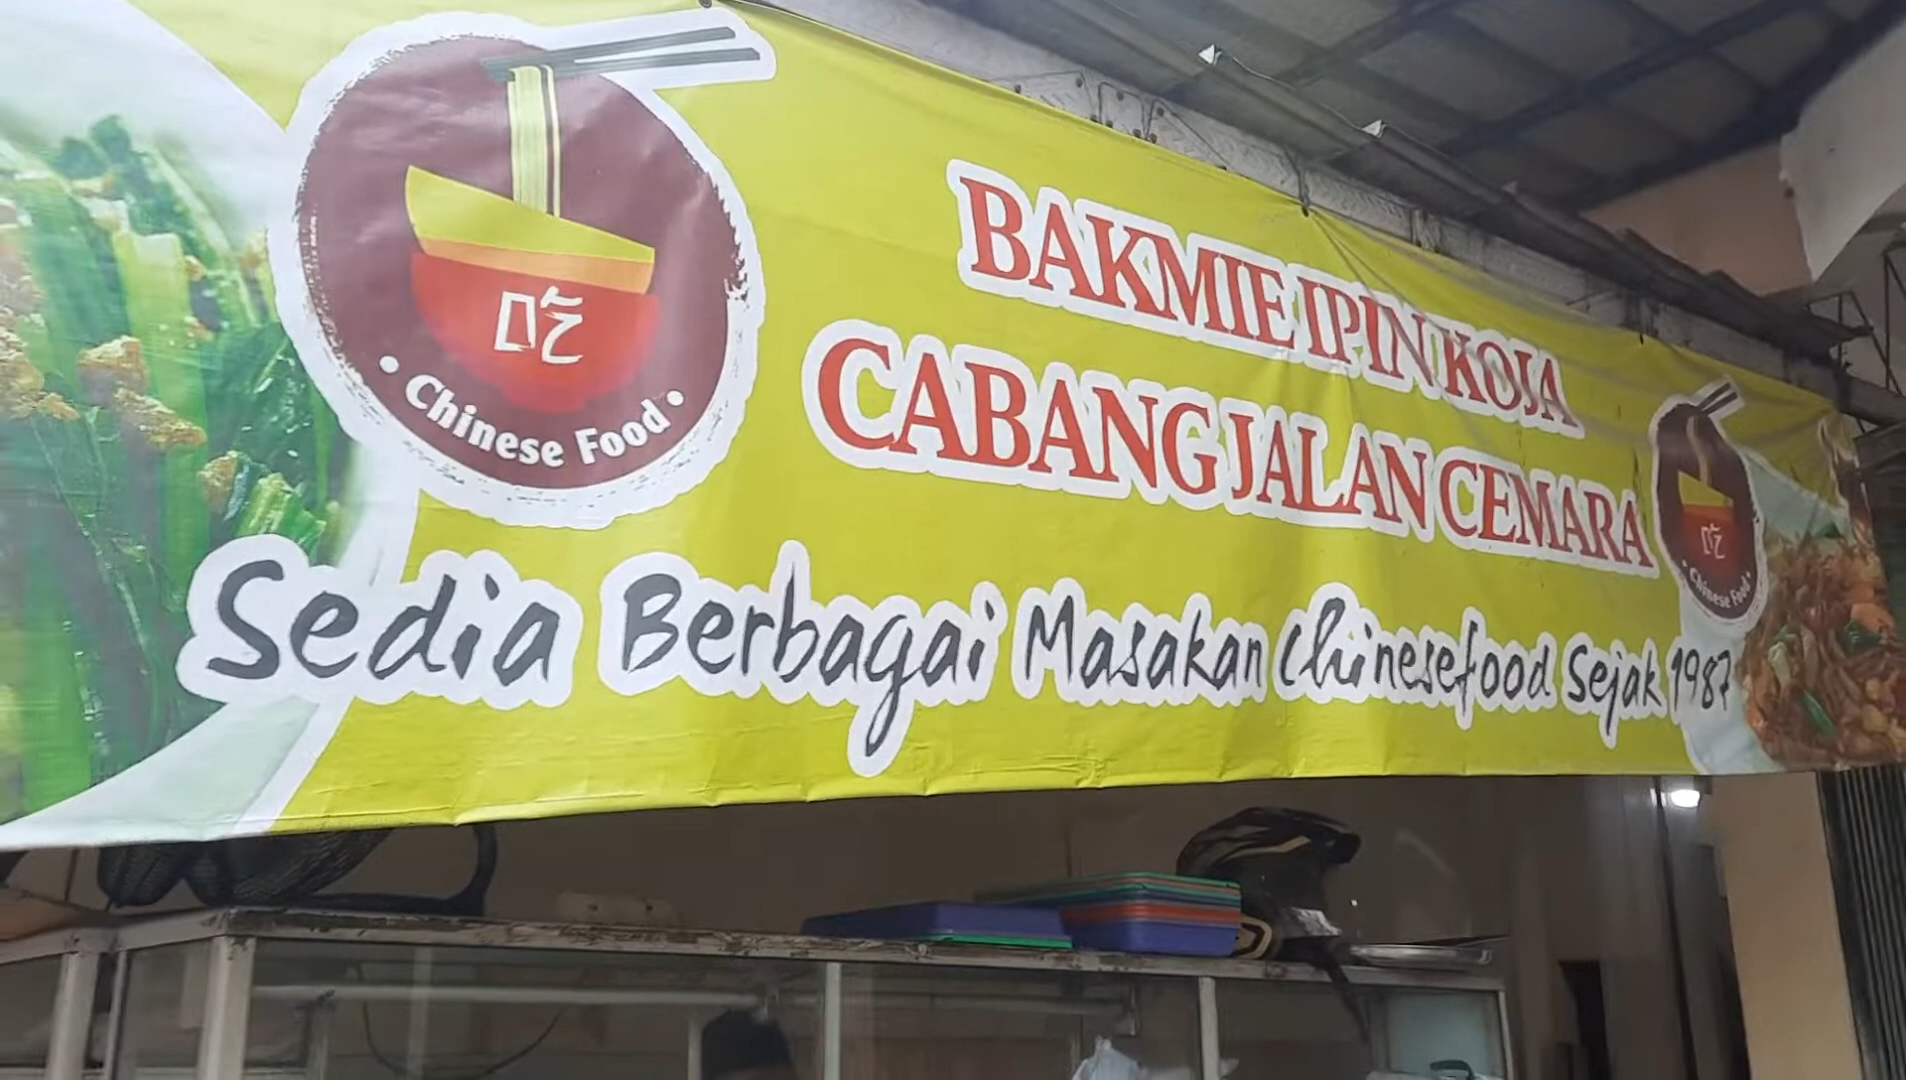 吃
• Chinese Food •
BAKMIE IPIN KOJA
CABANG JALAN CEMARA
Sedia Berbagai Masakan Chinesefood Sejak 1987
吃
• Chinese Food •